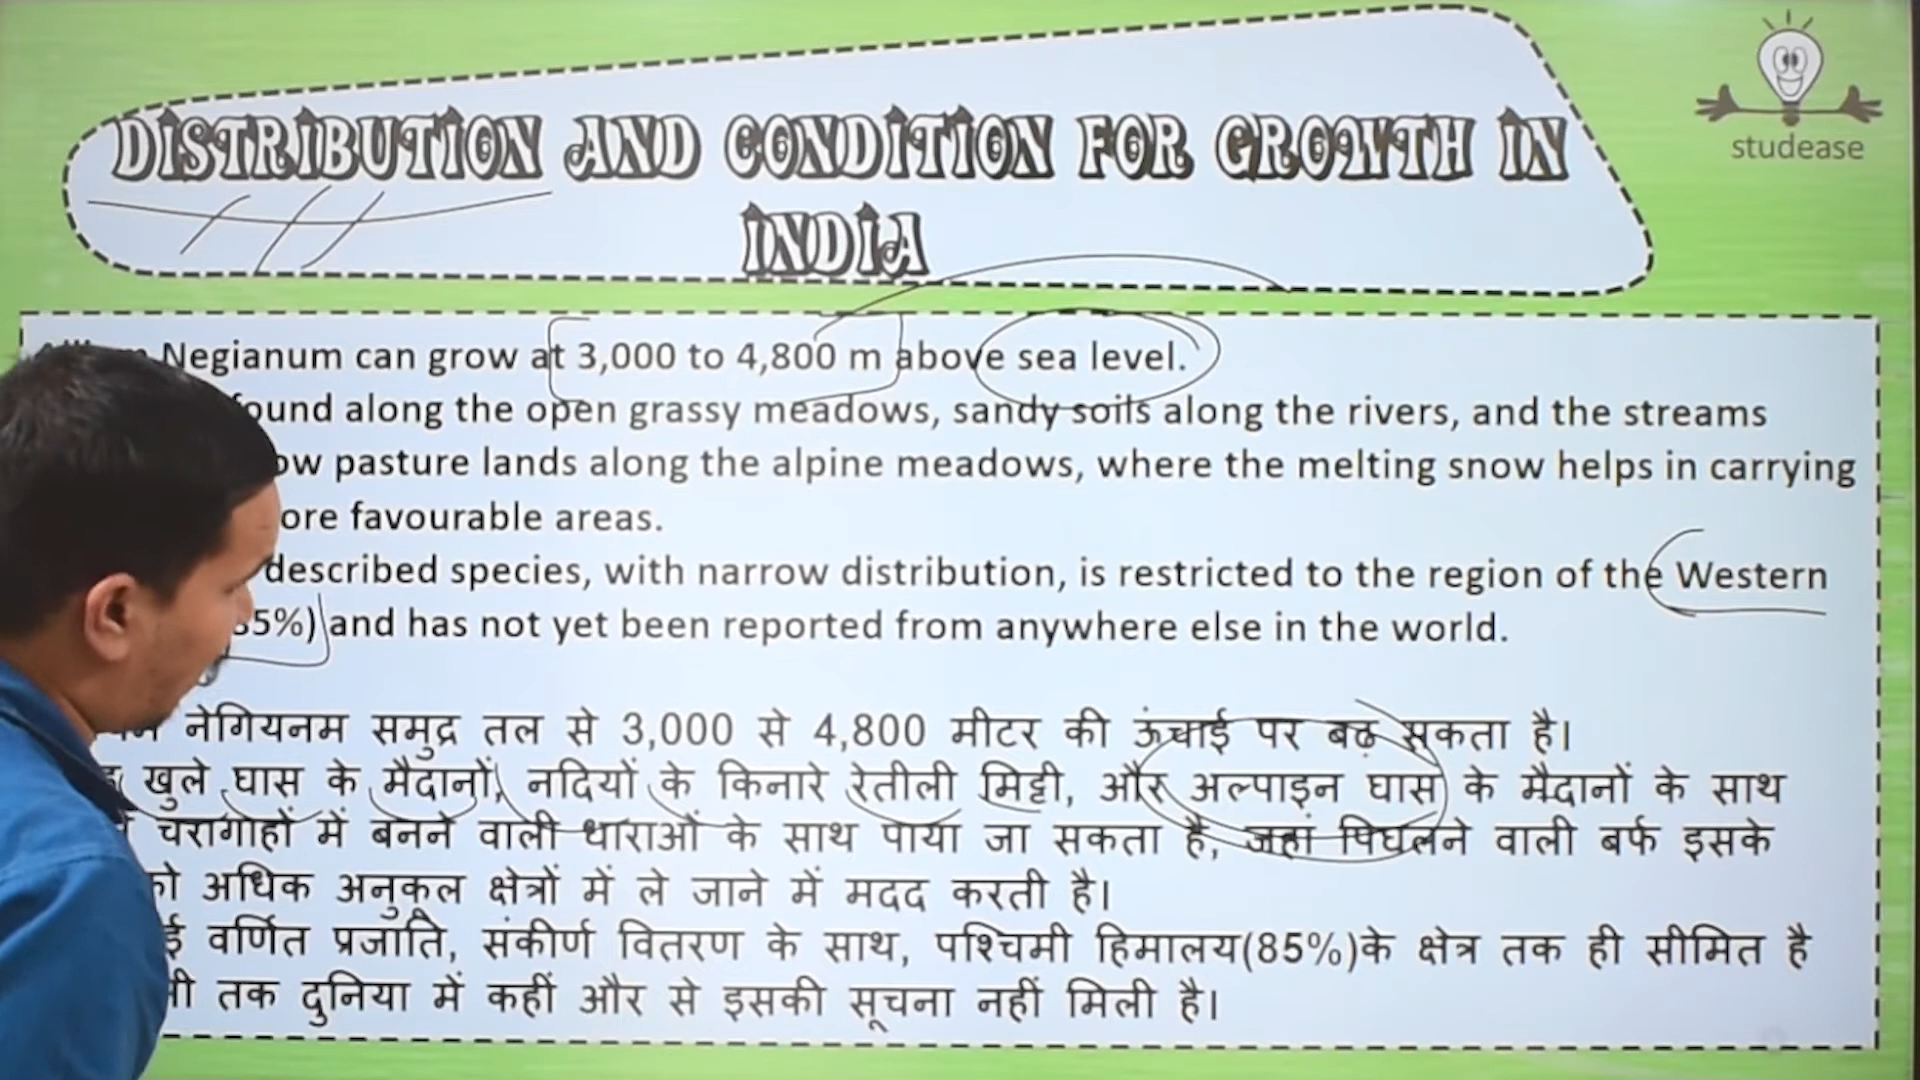 DISTRIBUTION AND CONDITION FOR GROWTH IN
INDIA
studease
Negianum can grow at 3,000 to 4,800 m above sea level.
found along the open grassy meadows, sandy soils along the rivers, and the streams
pasture lands along the alpine meadows, where the melting snow helps in carrying
favourable areas.
described species, with narrow distribution, is restricted to the region of the Western
and has not yet been reported from anywhere else in the world.
नेगियनम समुद्र तल से 3,000 से 4,800 मीटर की ऊंचाई पर बढ़ सकता है।
खुले घास के मैदानों, नदियों के किनारे रेतीली मिट्टी, और अल्पाइन घास के मैदानों के साथ
चरागाहों में बनने वाली धाराओं के साथ पाया जा सकता है, जहां पिघलने वाली बर्फ इसके
अधिक अनुकूल क्षेत्रों में ले जाने में मदद करती है।
वर्णित प्रजाति, संकीर्ण वितरण के साथ, पश्चिमी हिमालय(85%)के क्षेत्र तक ही सीमित है
तक दुनिया में कहीं और से इसकी सूचना नहीं मिली है।